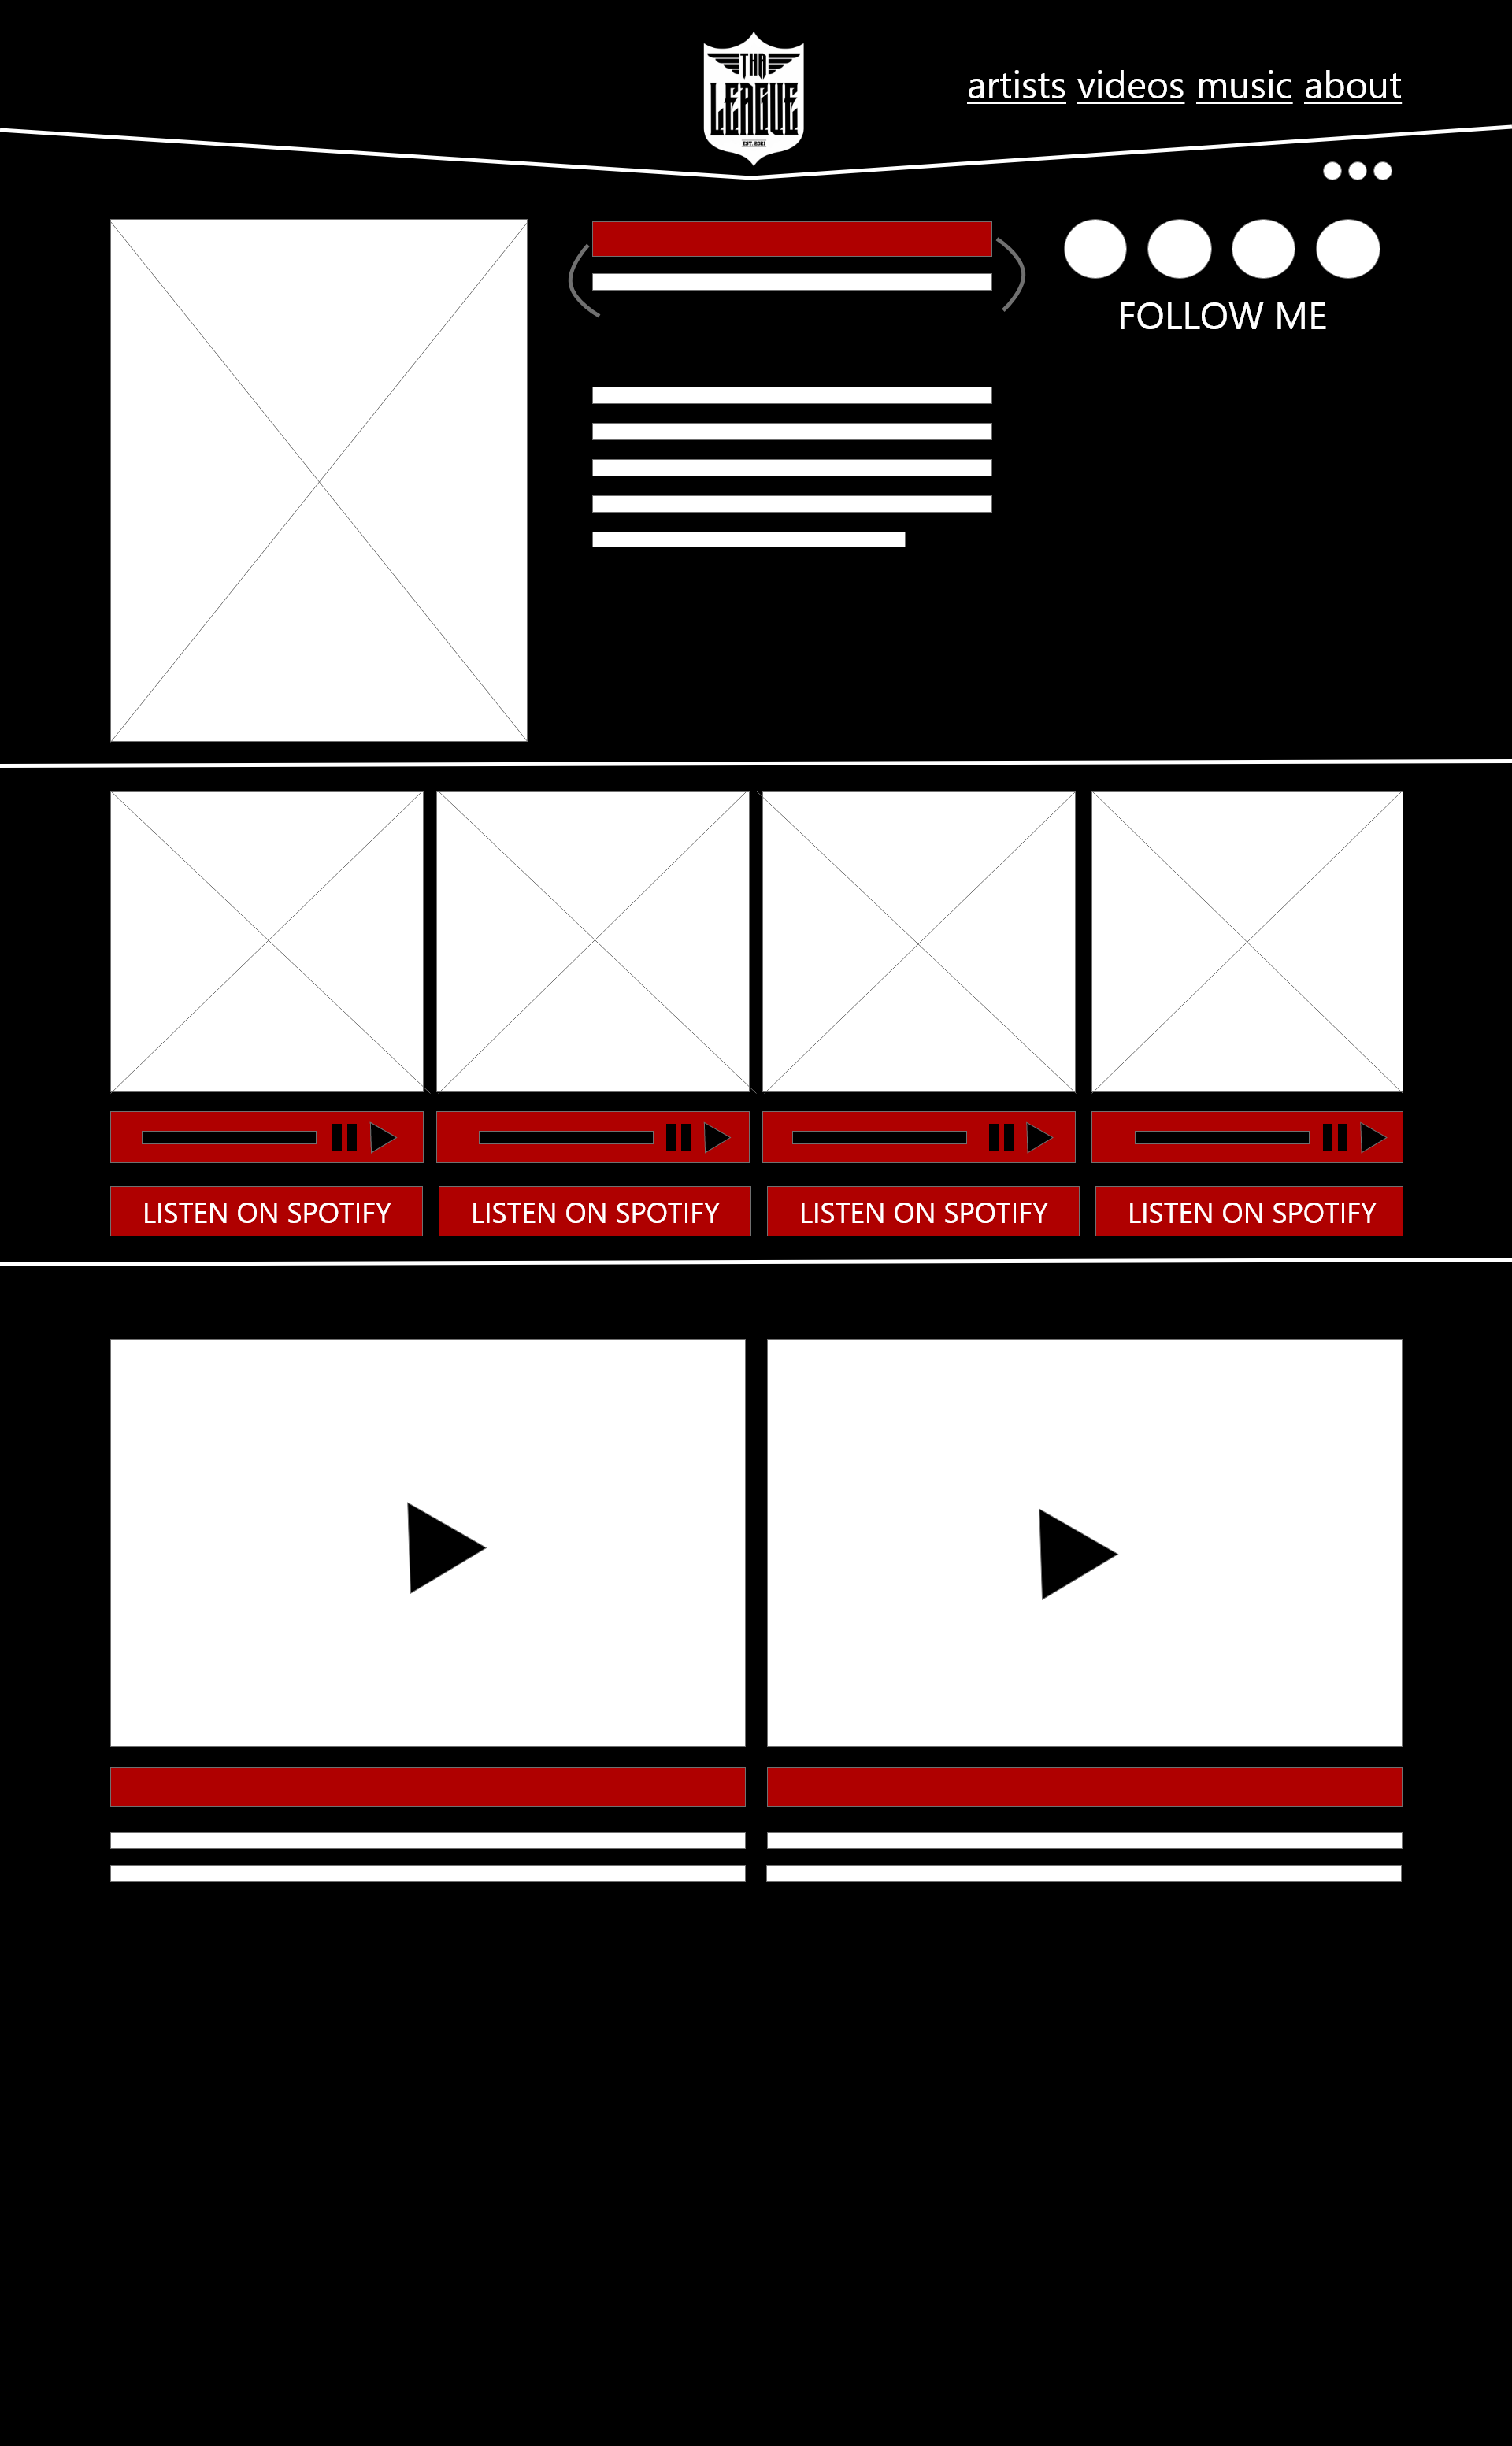 THA
LEAGUE
EST. 2021
artists videos music about
FOLLOW ME
LISTEN ON SPOTIFY LISTEN ON SPOTIFY LISTEN ON SPOTIFY LISTEN ON SPOTIFY